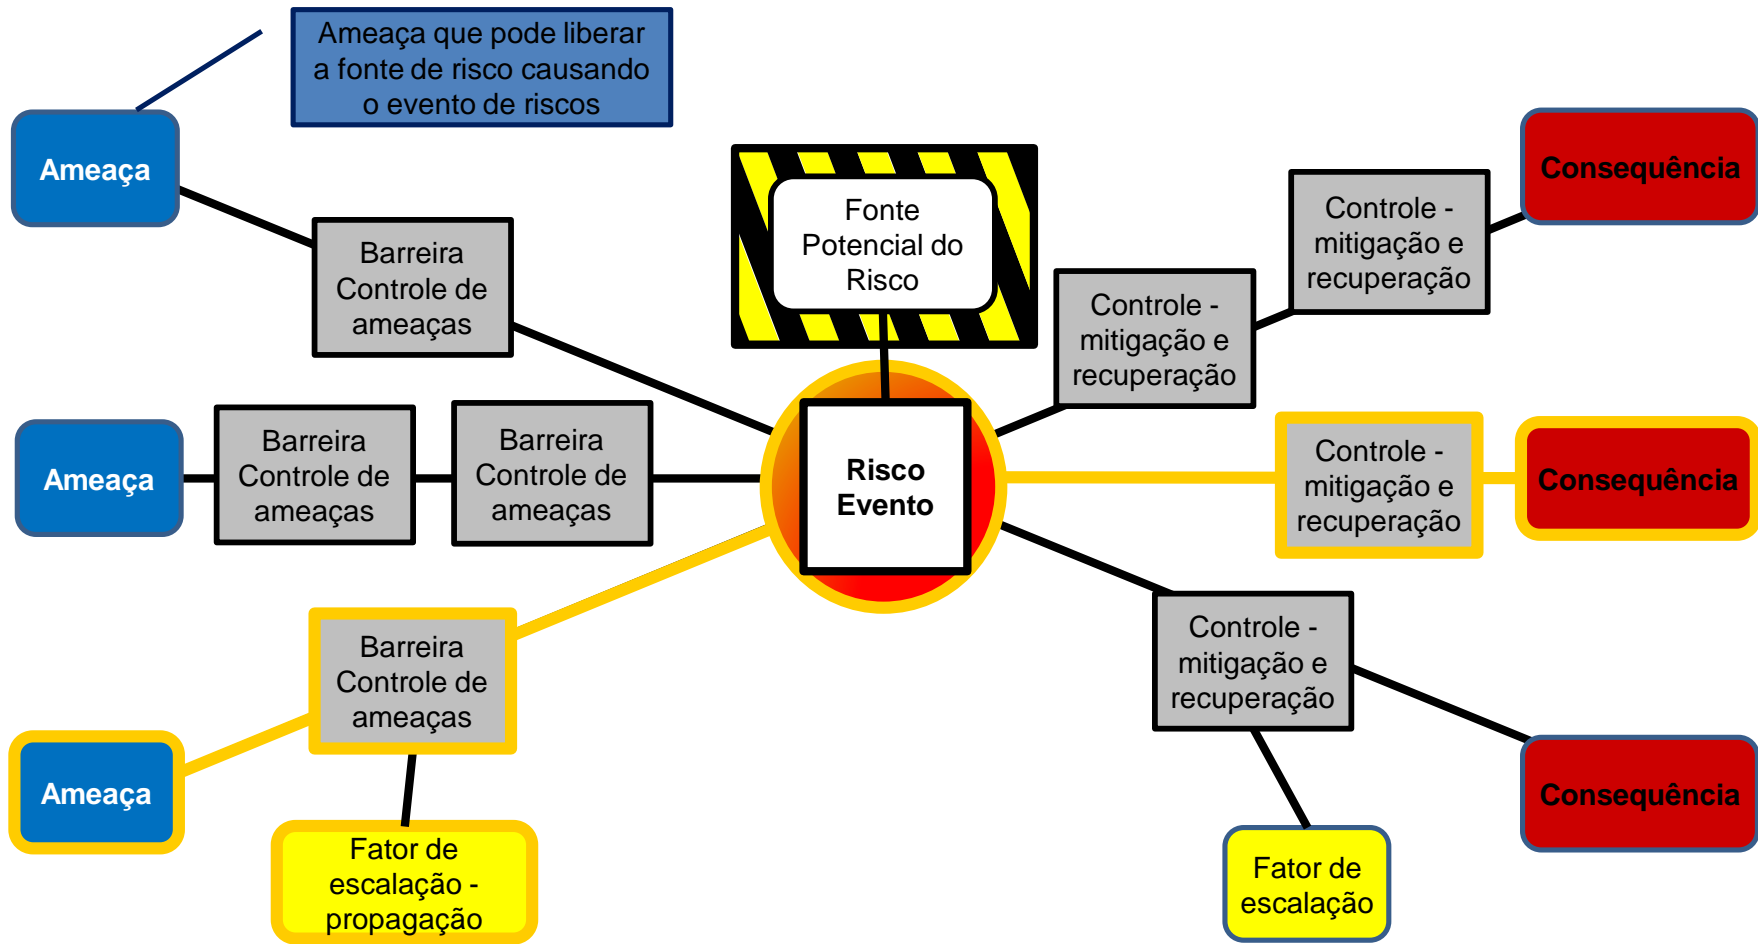 Ameaça que pode liberar
a fonte de risco causando
o evento de riscos
Ameaça
Barreira
Controle de
ameaças
Fonte
Potencial do
Risco
Controle -
mitigação e
recuperação
Controle -
mitigação e
recuperação
Consequência
Ameaça
Barreira
Controle de
ameaças
Barreira
Controle de
ameaças
Risco
Evento
Controle -
mitigação e
recuperação
Consequência
Ameaça
Barreira
Controle de
ameaças
Fator de
escalação -
propagação
Controle -
mitigação e
recuperação
Fator de
escalação
Consequência